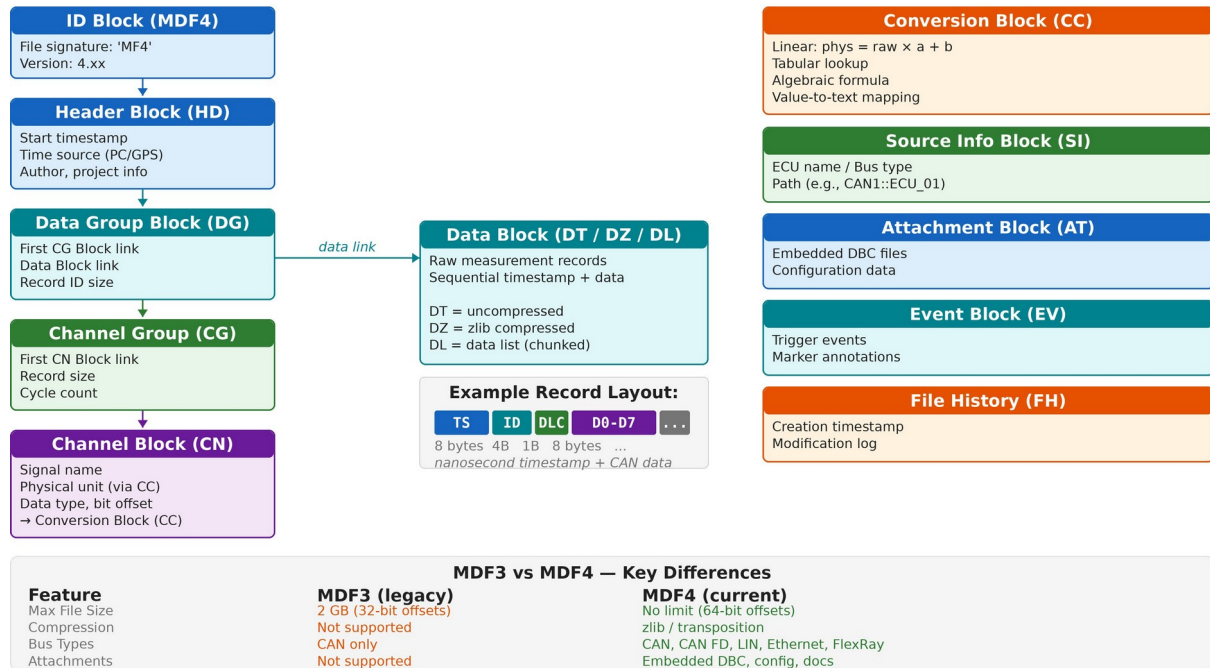 ID Block (MDF4)
File signature: 'MF4'
Version: 4.xx
Header Block (HD)
Start timestamp
Time source (PC/GPS)
Author, project info
Data Group Block (DG)
First CG Block link
Data Block link
Record ID size
Channel Group (CG)
First CN Block link
Record size
Cycle count
Channel Block (CN)
Signal name
Physical unit (via CC)
Data type, bit offset
→ Conversion Block (CC)
data link
Data Block (DT / DZ / DL)
Raw measurement records
Sequential timestamp + data
DT = uncompressed
DZ = zlib compressed
DL = data list (chunked)
Example Record Layout:
TS ID DLC D0-D7 ...
8 bytes 4B 1B 8 bytes ...
nanosecond timestamp + CAN data
Conversion Block (CC)
Linear: phys = raw × a + b
Tabular lookup
Algebraic formula
Value-to-text mapping
Source Info Block (SI)
ECU name / Bus type
Path (e.g., CAN1::ECU_01)
Attachment Block (AT)
Embedded DBC files
Configuration data
Event Block (EV)
Trigger events
Marker annotations
File History (FH)
Creation timestamp
Modification log
MDF3 vs MDF4 — Key Differences
Feature MDF3 (legacy) MDF4 (current)
Max File Size 2 GB (32-bit offsets) No limit (64-bit offsets)
Compression Not supported zlib / transposition
Bus Types CAN only CAN, CAN FD, LIN, Ethernet, FlexRay
Attachments Not supported Embedded DBC, config, docs